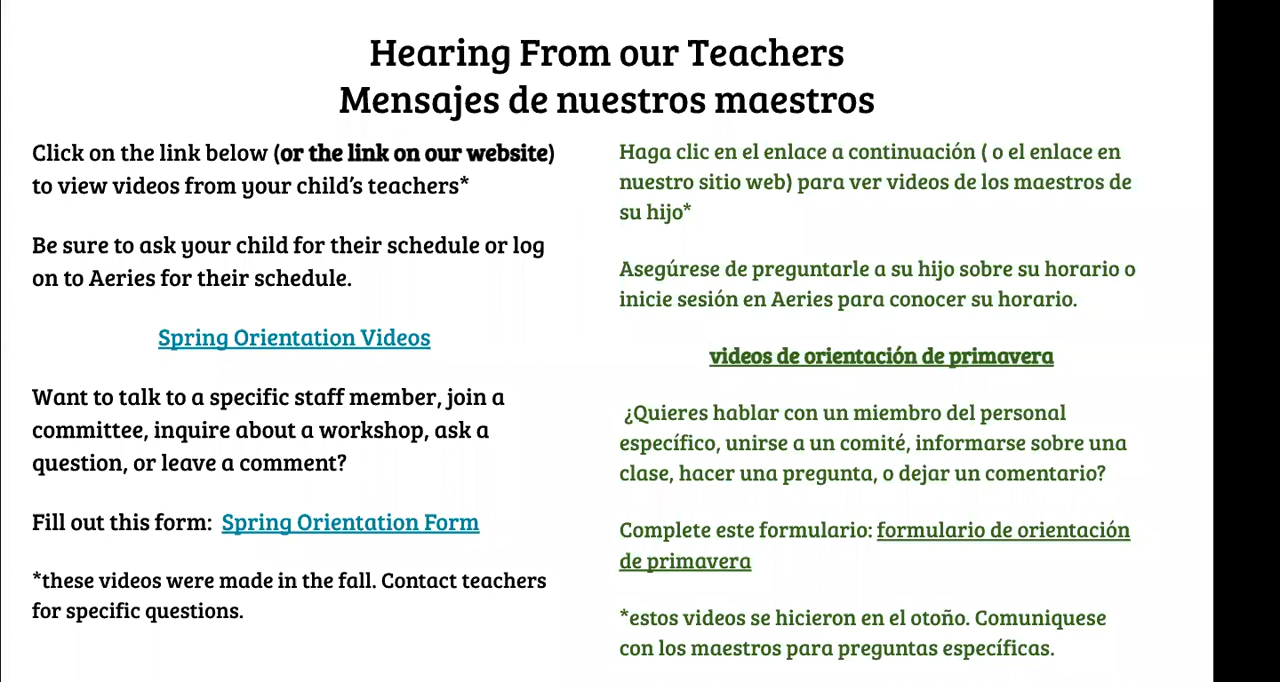 Hearing From our Teachers
Mensajes de nuestros maestros
Click on the link below (or the link on our website)
to view videos from your child's teachers*
Be sure to ask your child for their schedule or log
on to Aeries for their schedule.
Spring Orientation Videos
Want to talk to a specific staff member, join a
committee, inquire about a workshop, ask a
question, or leave a comment?
Fill out this form: Spring Orientation Form
*these videos were made in the fall. Contact teachers
for specific questions.
Haga clic en el enlace a continuación ( o el enlace en
nuestro sitio web) para ver videos de los maestros de
su hijo*
Asegúrese de preguntarle a su hijo sobre su horario o
inicie sesión en Aeries para conocer su horario.
videos de orientación de primavera
¿Quieres hablar con un miembro del personal
específico, unirse a un comité, informarse sobre una
clase, hacer una pregunta, o dejar un comentario?
Complete este formulario: formulario de orientación
de primavera
*estos videos se hicieron en el otoño. Comuniquese
con los maestros para preguntas específicas.